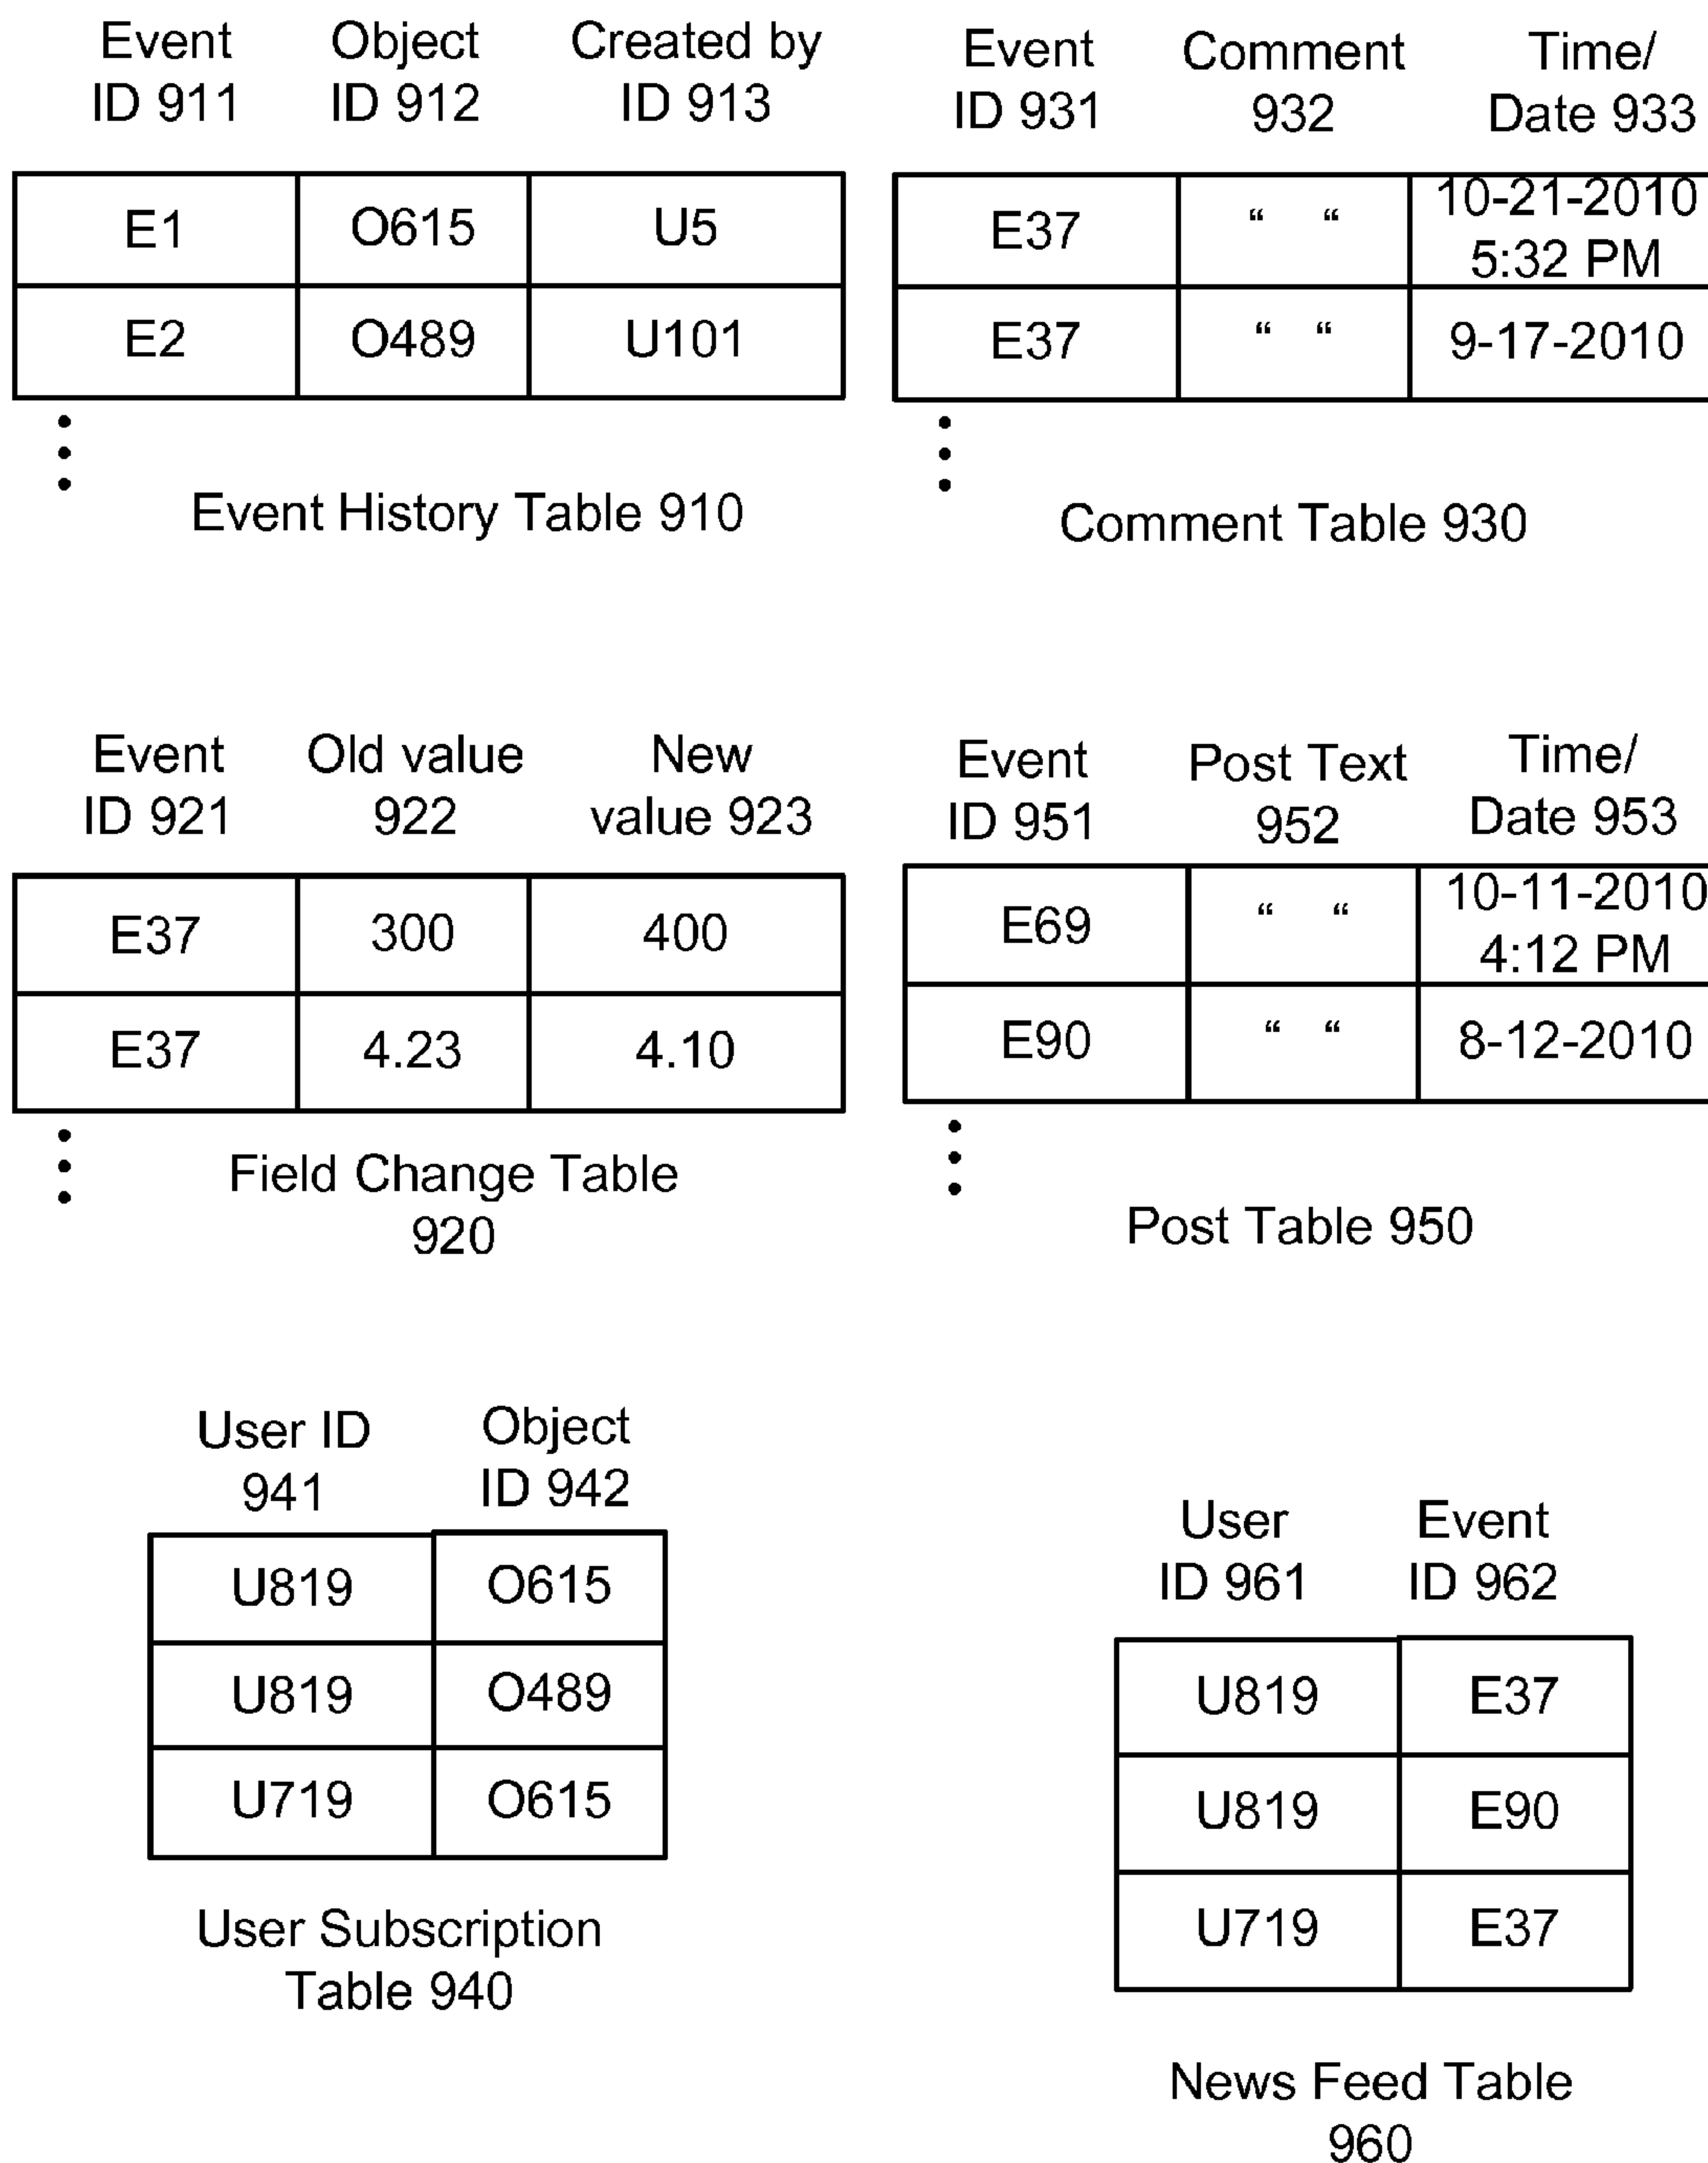 Event Object Created by
ID 911 ID 912 ID 913
E1 O615 U5
E2 O489 U101
Event History Table 910
Event Comment Time/
ID 931 932 Date 933
E37 “ “ 10-21-2010
5:32 PM
E37 “ “ 9-17-2010
Comment Table 930
Event Old value New
ID 921 922 value 923
E37 300 400
E37 4.23 4.10
Field Change Table
920
Event Post Text Time/
ID 951 952 Date 953
E69 “ “ 10-11-2010
4:12 PM
E90 “ “ 8-12-2010
Post Table 950
User ID Object
941 ID 942
U819 O615
U819 O489
U719 O615
User Subscription
Table 940
User Event
ID 961 ID 962
U819 E37
U819 E90
U719 E37
News Feed Table
960